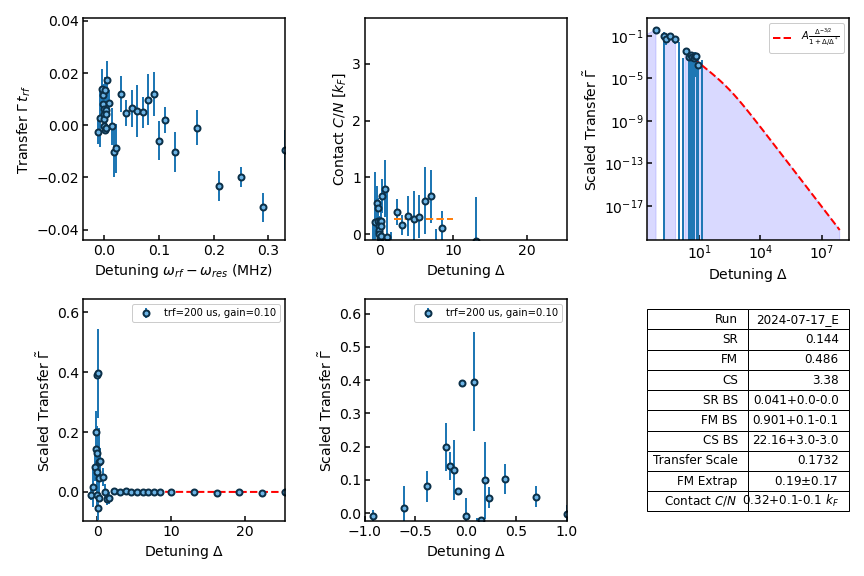 0.04
0.02
0.00
−0.02
−0.04
Transfer Γ t_rf
0.0
0.1
0.2
0.3
Detuning ω_rf − ω_res (MHz)
3
2
1
0
Contact C/N [k_F]
0
10
20
Detuning Δ
10^−1
10^−5
10^−9
10^−13
10^−17
Scaled Transfer Γ̃
10^1
10^4
10^7
Detuning Δ
0.6
0.4
0.2
0.0
Scaled Transfer Γ̃
trf=200 us, gain=0.10
0
10
20
Detuning Δ
0.6
0.5
0.4
0.3
0.2
0.1
0.0
Scaled Transfer Γ̃
trf=200 us, gain=0.10
−1.0
−0.5
0.0
0.5
1.0
Detuning Δ
Run 2024-07-17_E
SR 0.144
FM 0.486
CS 3.38
SR BS 0.041+0.0-0.0
FM BS 0.901+0.1-0.1
CS BS 22.16+3.0-3.0
Transfer Scale 0.1732
FM Extrap 0.19±0.17
Contact C/N 0.32+0.1-0.1 k_F